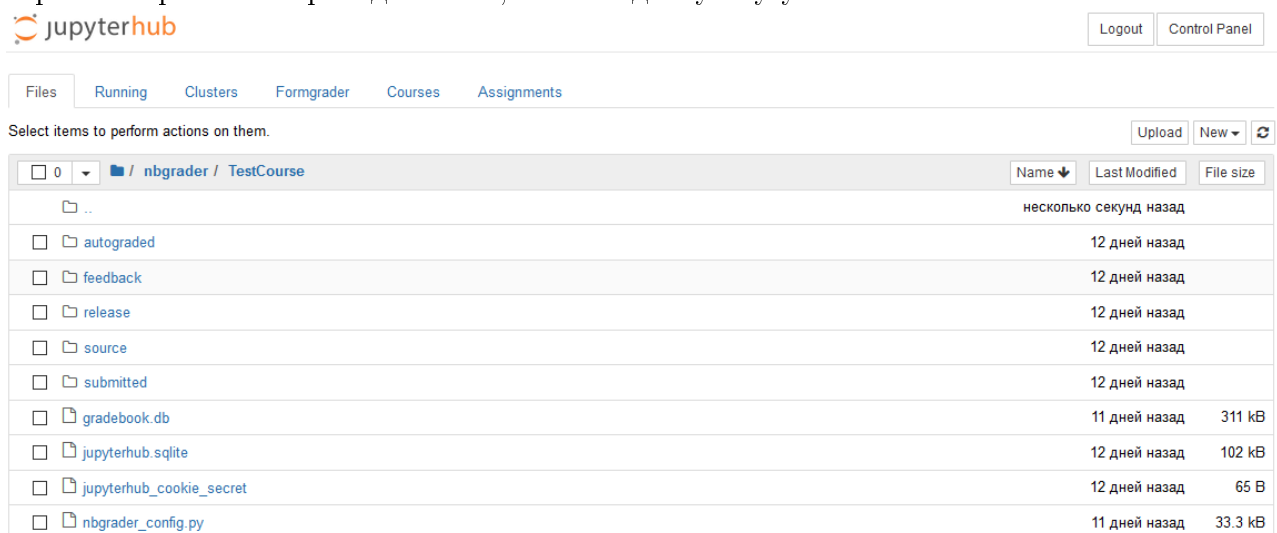 jupyterhub
Logout Control Panel
Files Running Clusters Formgrader Courses Assignments
Select items to perform actions on them.
Upload New
0 / nbgrader / TestCourse Name Last Modified File size
.. несколько секунд назад
autograded 12 дней назад
feedback 12 дней назад
release 12 дней назад
source 12 дней назад
submitted 12 дней назад
gradebook.db 11 дней назад 311 kB
jupyterhub.sqlite 12 дней назад 102 kB
jupyterhub_cookie_secret 12 дней назад 65 B
nbgrader_config.py 11 дней назад 33.3 kB